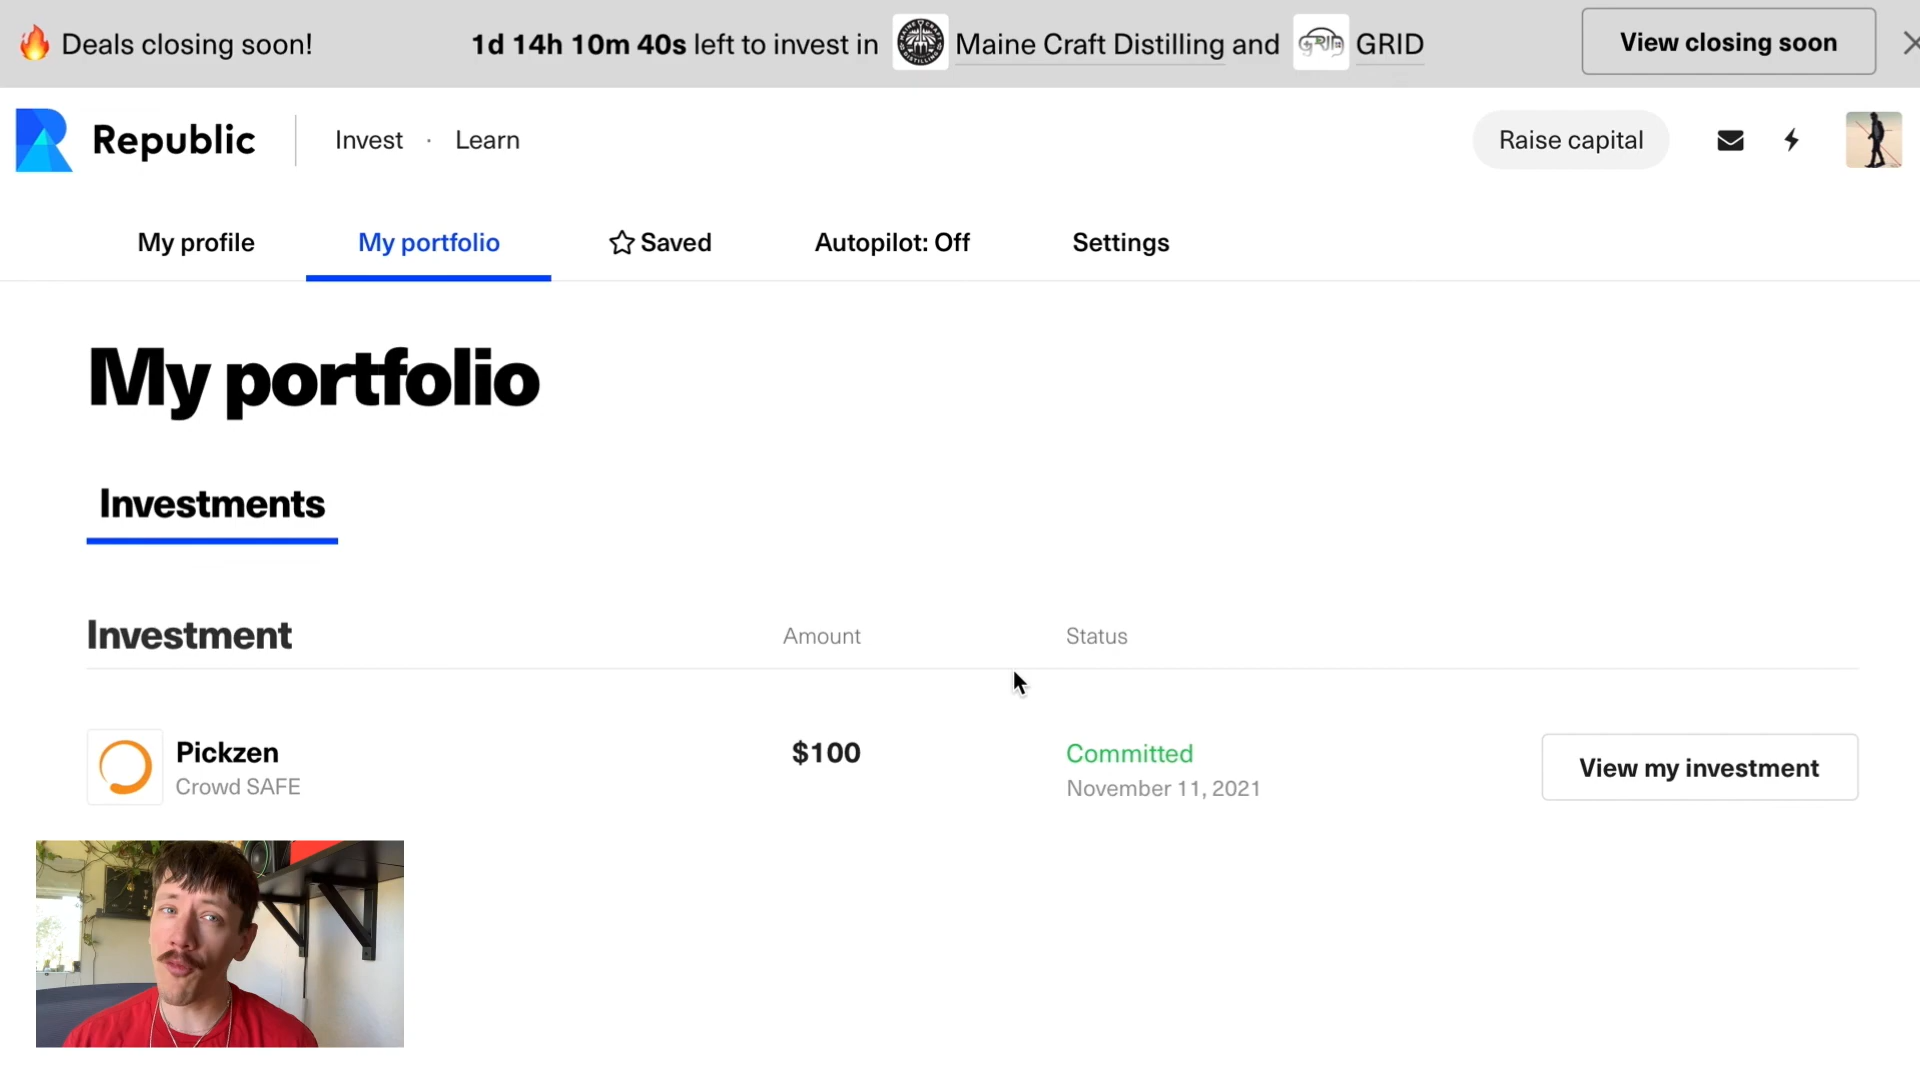 🔥 Deals closing soon!
1d 14h 10m 40s left to invest in Maine Craft Distilling and GRID
View closing soon
Republic
Invest · Learn
Raise capital
My profile
My portfolio
Saved
Autopilot: Off
Settings
My portfolio
Investments
Investment
Amount
Status
Pickzen
Crowd SAFE
$100
Committed
November 11, 2021
View my investment